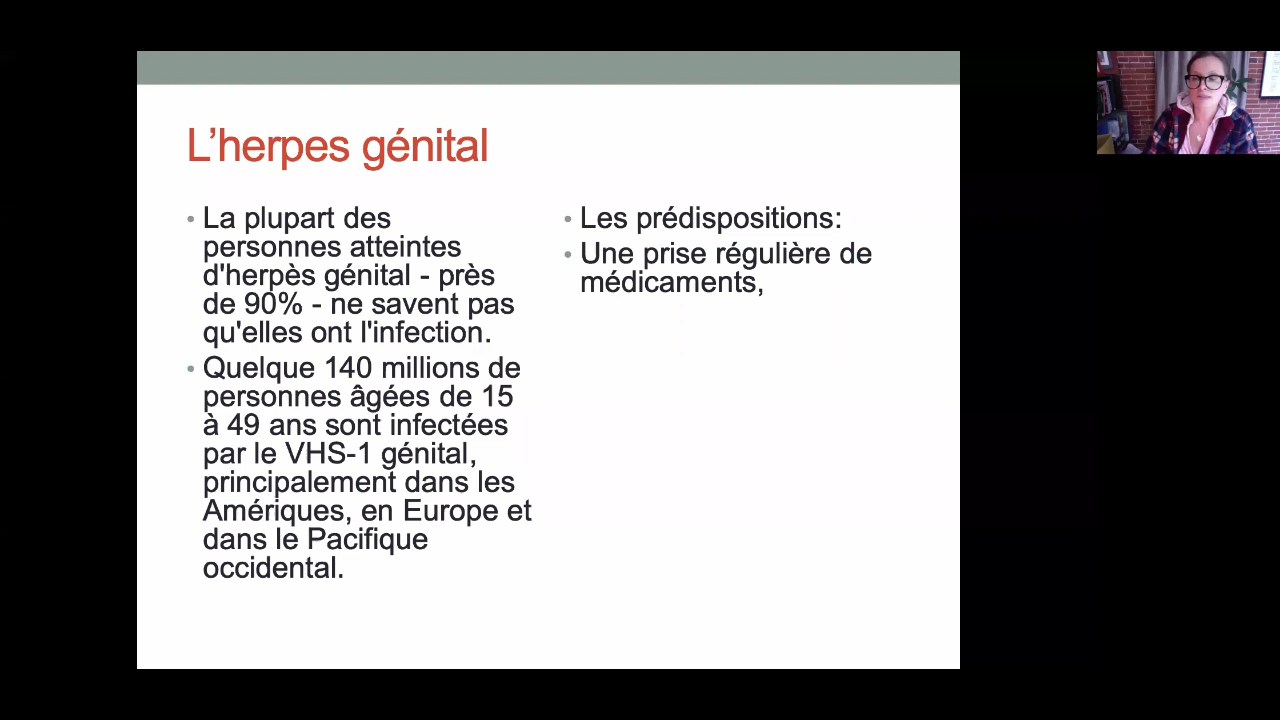 L’herpes génital
• La plupart des
personnes atteintes
d'herpès génital - près
de 90% - ne savent pas
qu'elles ont l'infection.
• Quelque 140 millions de
personnes âgées de 15
à 49 ans sont infectées
par le VHS-1 génital,
principalement dans les
Amériques, en Europe et
dans le Pacifique
occidental.
• Les prédispositions:
• Une prise régulière de
médicaments,